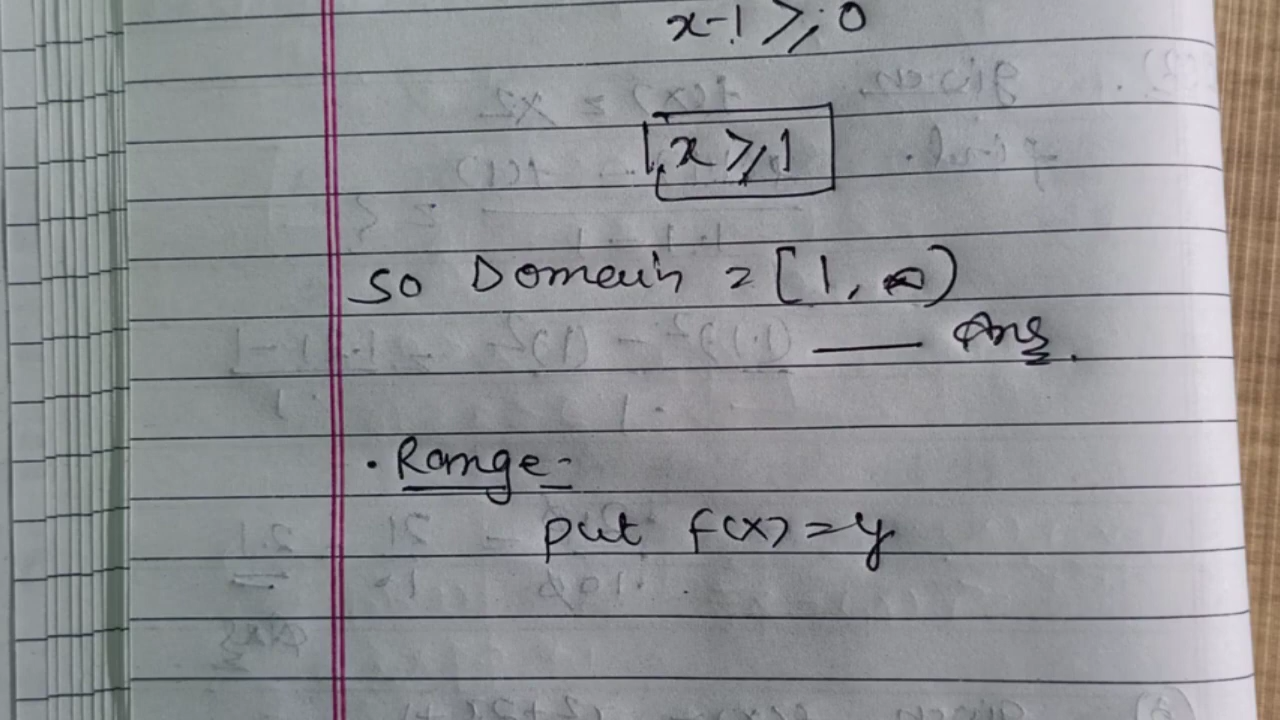 x-1 ⩾ 0
x ⩾ 1
so Domain = [1, ∞)
Ans
. Range -
put f(x) = y